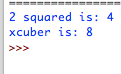 ================
2 squared is: 4
xcuber is: 8
>>>